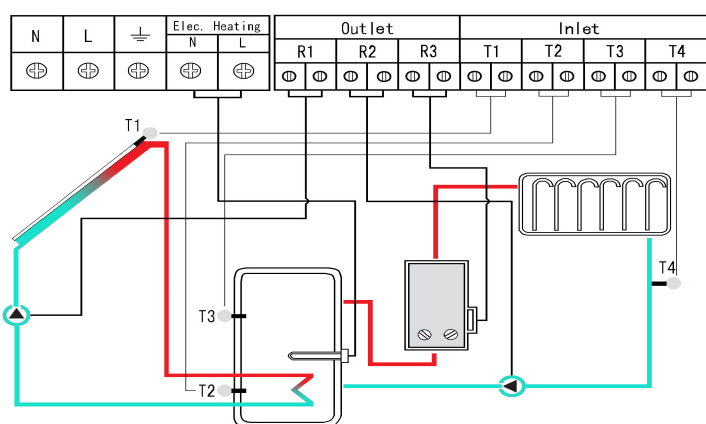 N L Elec. Heating Outlet Inlet
N L R1 R2 R3 T1 T2 T3 T4
T1
T4
T3
T2